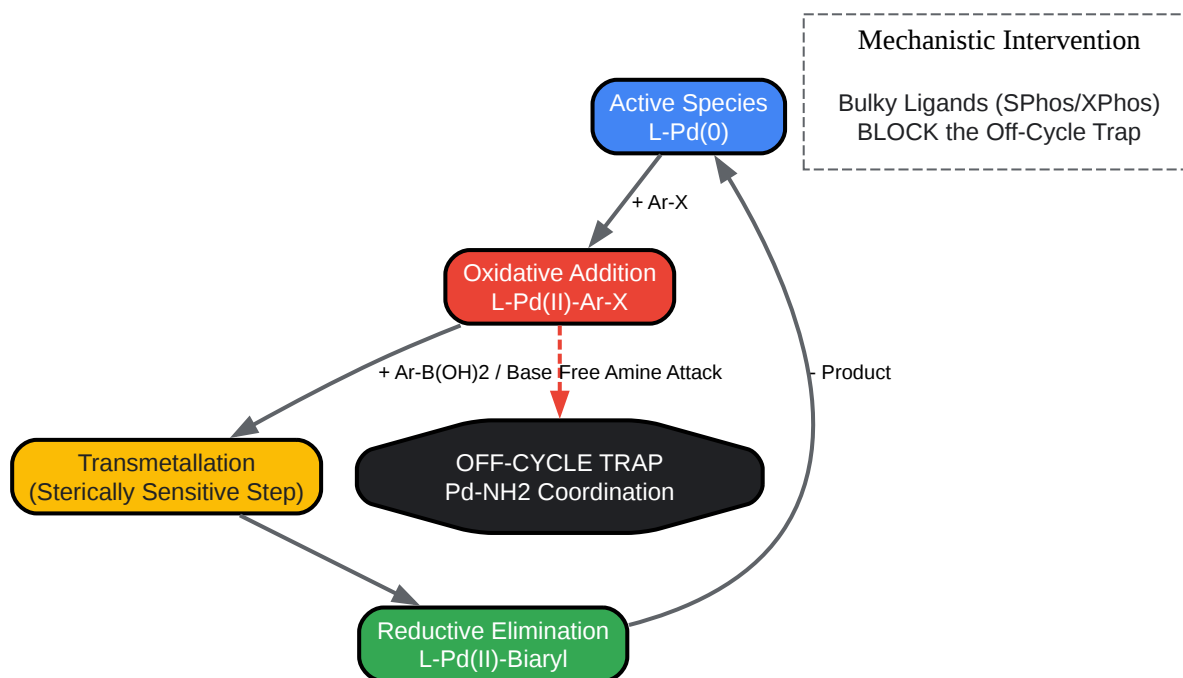 Mechanistic Intervention
Bulky Ligands (SPhos/XPhos)
BLOCK the Off-Cycle Trap
Active Species
L-Pd(0)
+ Ar-X
Oxidative Addition
L-Pd(II)-Ar-X
+ Ar-B(OH)2 / Base
Free Amine Attack
- Product
Transmetallation
(Sterically Sensitive Step)
OFF-CYCLE TRAP
Pd-NH2 Coordination
Reductive Elimination
L-Pd(II)-Biaryl